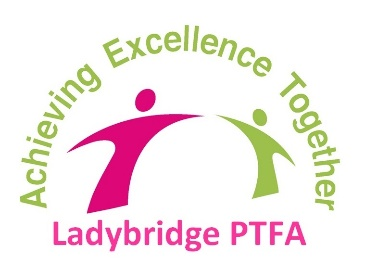 Achieving Excellence Together
Ladybridge PTFA